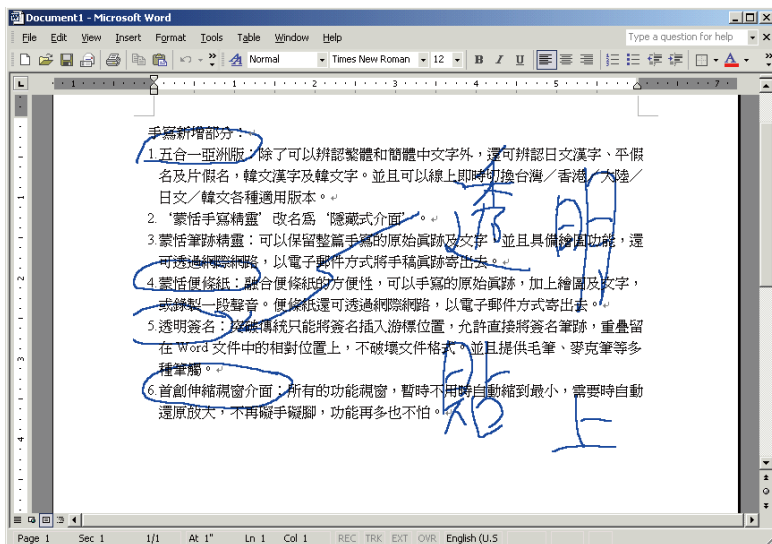 Document1 - Microsoft Word
File Edit View Insert Format Tools Table Window Help
Type a question for help
Normal Times New Roman 12 B I U
1 1 2 3 4 5 7
手寫新增部分：
1.五合一亞洲版：除了可以辨認繁體和簡體中文字外，還可辨認日文漢字、平假
名及片假名，韓文漢字及韓文字。並且可以線上即時切換台灣／香港／大陸／
日文／韓文各種適用版本。
2.‘蒙恬手寫精靈’改名為‘隱藏式介面’。
3.蒙恬筆跡精靈：可以保留整篇手寫的原始真跡及文字，並且具備繪圖功能，還
可透過網際網路，以電子郵件方式將手稿真跡寄出去。
4.蒙恬便條紙：融合便條紙的方便性，可以手寫的原始真跡，加上繪圖及文字，
或錄製一段聲音。便條紙還可透過網際網路，以電子郵件方式寄出去。
5.透明簽名：突破傳統只能將簽名插入游標位置，允許直接將簽名筆跡，重疊留
在 Word 文件中的相對位置上，不破壞文件格式。並且提供毛筆、麥克筆等多
種筆觸。
6.首創伸縮視窗介面：所有的功能視窗，暫時不用時自動縮到最小，需要時自動
還原放大，不再礙手礙腳，功能再多也不怕。
透明
貼上
Page 1 Sec 1 1/1 At 1" Ln 1 Col 1 REC TRK EXT OVR English (U.S